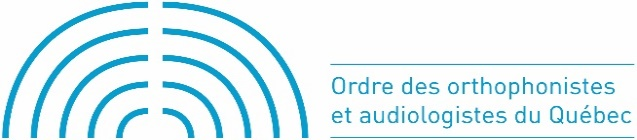 Ordre des orthophonistes
et audiologistes du Québec